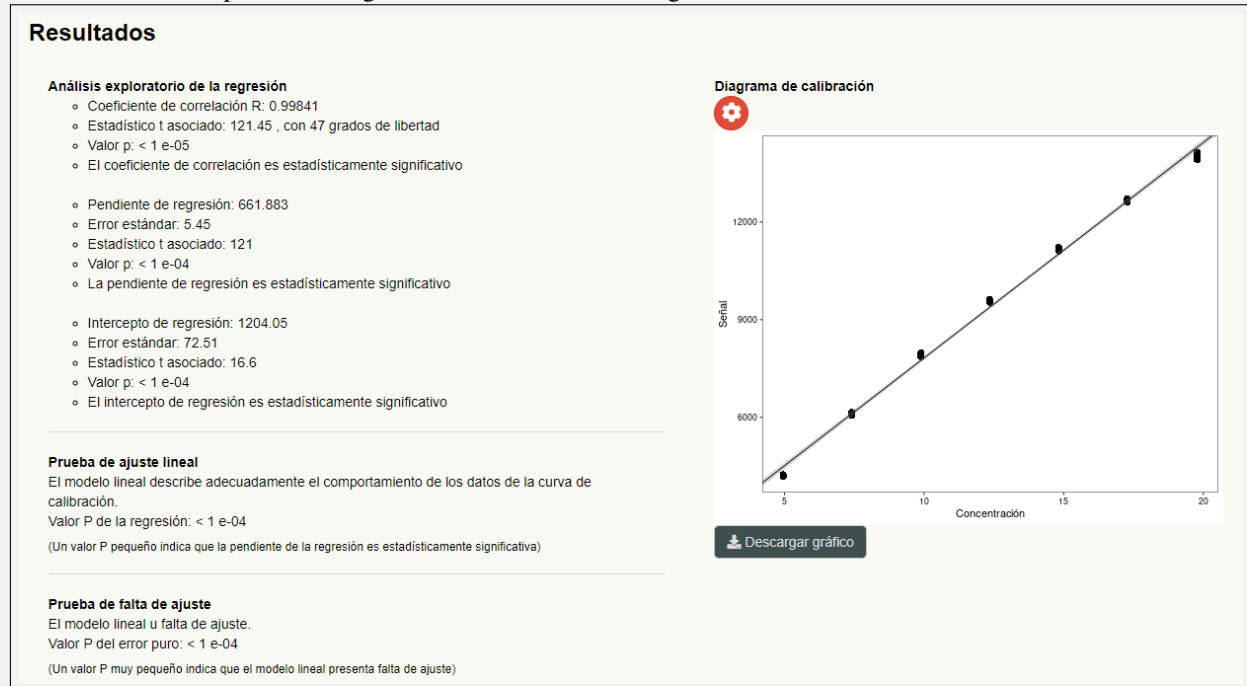 Resultados
Análisis exploratorio de la regresión
Coeficiente de correlación R: 0.99841
Estadístico t asociado: 121.45 , con 47 grados de libertad
Valor p: < 1 e-05
El coeficiente de correlación es estadísticamente significativo
Pendiente de regresión: 661.883
Error estándar: 5.45
Estadístico t asociado: 121
Valor p: < 1 e-04
La pendiente de regresión es estadísticamente significativo
Intercepto de regresión: 1204.05
Error estándar: 72.51
Estadístico t asociado: 16.6
Valor p: < 1 e-04
El intercepto de regresión es estadísticamente significativo
Prueba de ajuste lineal
El modelo lineal describe adecuadamente el comportamiento de los datos de la curva de
calibración.
Valor P de la regresión: < 1 e-04
(Un valor P pequeño indica que la pendiente de la regresión es estadísticamente significativa)
Prueba de falta de ajuste
El modelo lineal u falta de ajuste.
Valor P del error puro: < 1 e-04
(Un valor P muy pequeño indica que el modelo lineal presenta falta de ajuste)
Diagrama de calibración
12000
9000
6000
Señal
5 10 15 20
Concentración
Descargar gráfico